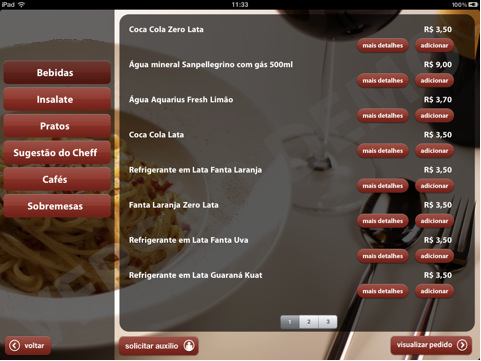 iPad 11:33 100%
Bebidas
Insalate
Pratos
Sugestão do Cheff
Cafés
Sobremesas
Coca Cola Zero Lata R$ 3,50
mais detalhes adicionar
Água mineral Sanpellegrino com gás 500ml R$ 9,00
mais detalhes adicionar
Água Aquarius Fresh Limão R$ 3,70
mais detalhes adicionar
Coca Cola Lata R$ 3,50
mais detalhes adicionar
Refrigerante em Lata Fanta Laranja R$ 3,50
mais detalhes adicionar
Fanta Laranja Zero Lata R$ 3,50
mais detalhes adicionar
Refrigerante em Lata Fanta Uva R$ 3,50
mais detalhes adicionar
Refrigerante em Lata Guaraná Kuat R$ 3,50
mais detalhes adicionar
1 2 3
voltar solicitar auxílio visualizar pedido